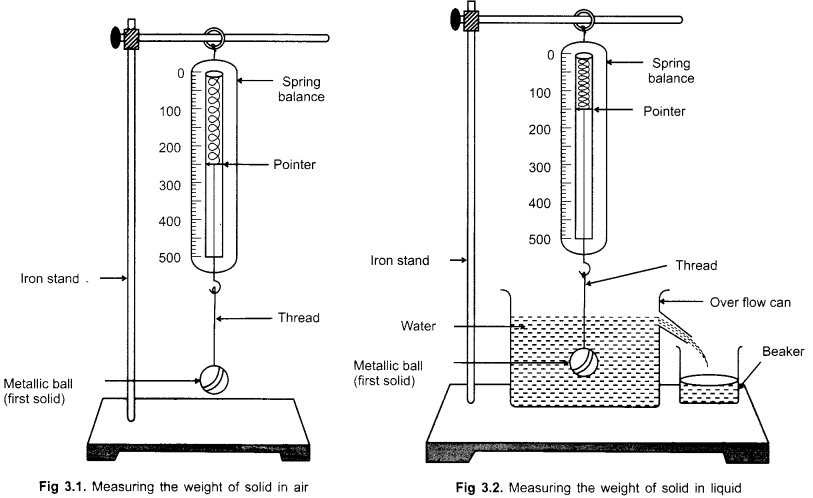 0
100
200
300
400
500
Spring
balance
Pointer
Iron stand
Thread
Metallic ball
(first solid)
Fig 3.1. Measuring the weight of solid in air
0
100
200
300
400
500
Spring
balance
Pointer
Iron stand
Thread
Over flow can
Water
Beaker
Metallic ball
(first solid)
Fig 3.2. Measuring the weight of solid in liquid